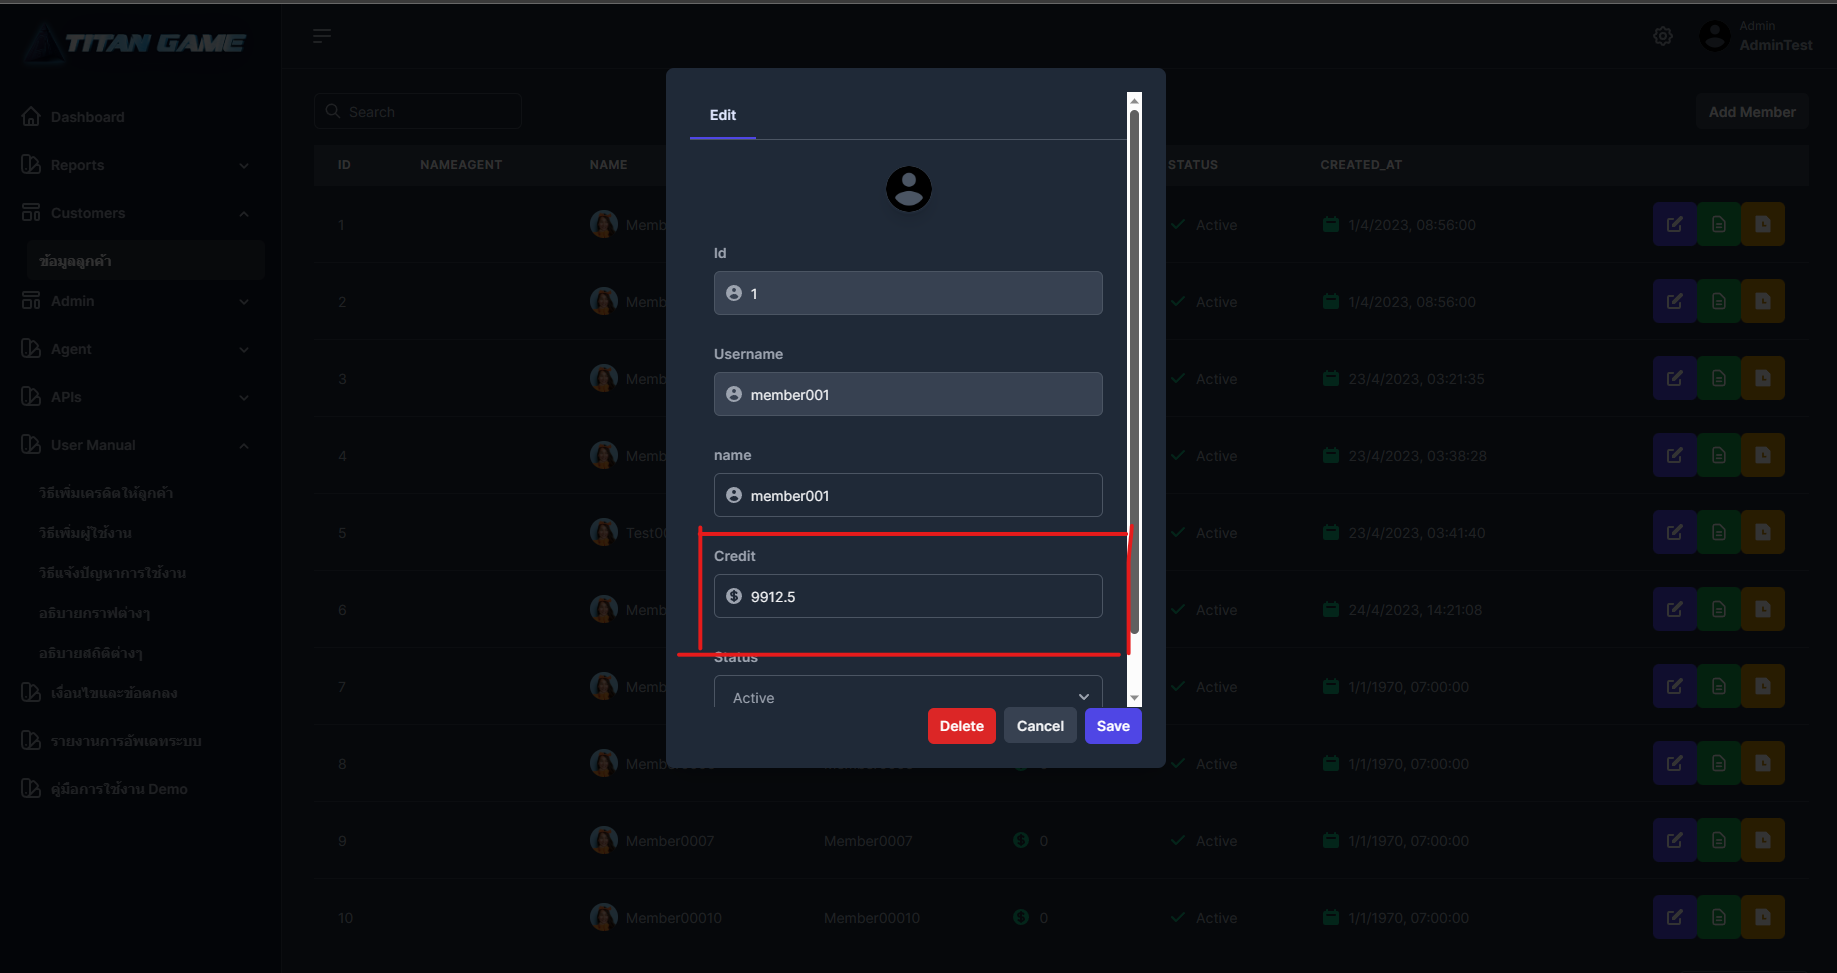 TITAN GAME
Admin
AdminTest
Dashboard
Reports
Customers
ข้อมูลลูกค้า
Admin
Agent
APIs
User Manual
วิธีเพิ่มเครดิตให้ลูกค้า
วิธีเพิ่มผู้ใช้งาน
วิธีแจ้งปัญหาการใช้งาน
อธิบายกราฟต่างๆ
อธิบายสถิติต่างๆ
เงื่อนไขและข้อตกลง
รายงานการอัพเดทระบบ
คู่มือการใช้งาน Demo
Search
Add Member
ID NAMEAGENT NAME STATUS CREATED_AT
1 Memb Active 1/4/2023, 08:56:00
2 Memb Active 1/4/2023, 08:56:00
3 Memb Active 23/4/2023, 03:21:35
4 Memb Active 23/4/2023, 03:38:28
5 Test00 Active 23/4/2023, 03:41:40
6 Memb Active 24/4/2023, 14:21:08
7 Memb Active 1/1/1970, 07:00:00
8 Memb Active 1/1/1970, 07:00:00
9 Member0007 Member0007 0 Active 1/1/1970, 07:00:00
10 Member00010 Member00010 0 Active 1/1/1970, 07:00:00
Edit
Id
1
Username
member001
name
member001
Credit
9912.5
Status
Active
Delete Cancel Save